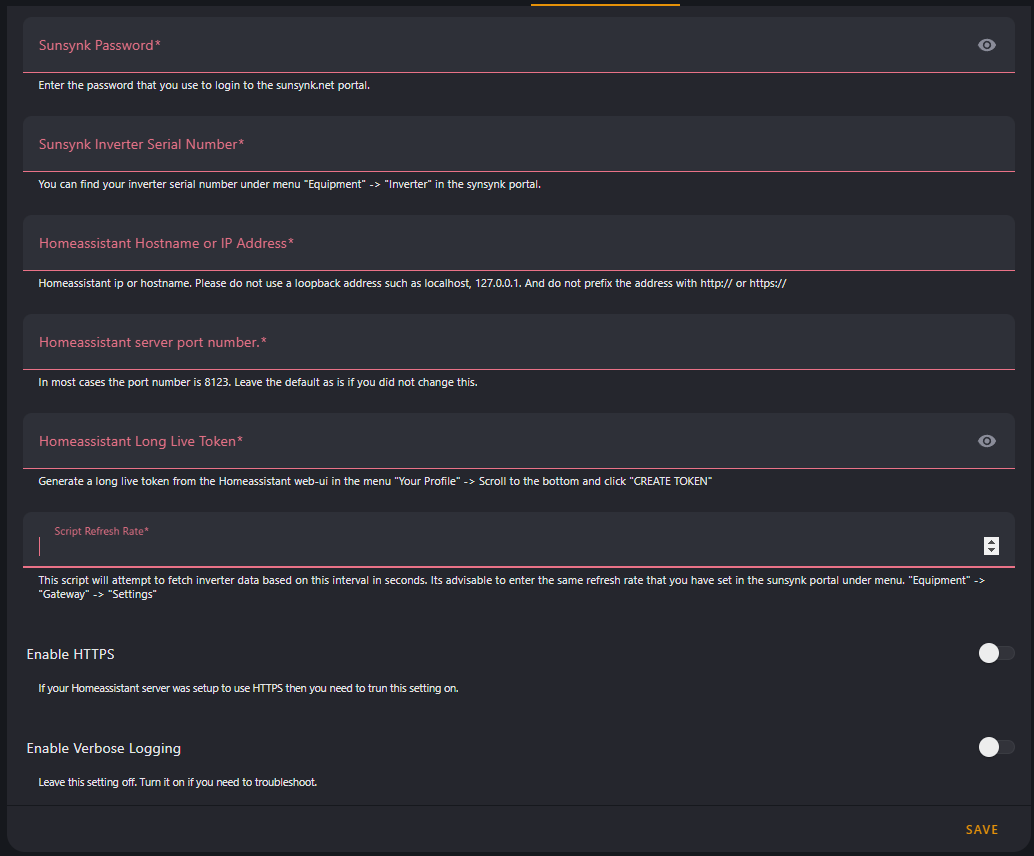 Sunsynk Password*
Enter the password that you use to login to the sunsynk.net portal.
Sunsynk Inverter Serial Number*
You can find your inverter serial number under menu "Equipment" -> "Inverter" in the synsynk portal.
Homeassistant Hostname or IP Address*
Homeassistant ip or hostname. Please do not use a loopback address such as localhost, 127.0.0.1. And do not prefix the address with http:// or https://
Homeassistant server port number.*
In most cases the port number is 8123. Leave the default as is if you did not change this.
Homeassistant Long Live Token*
Generate a long live token from the Homeassistant web-ui in the menu "Your Profile" -> Scroll to the bottom and click "CREATE TOKEN"
Script Refresh Rate*
This script will attempt to fetch inverter data based on this interval in seconds. Its advisable to enter the same refresh rate that you have set in the sunsynk portal under menu. "Equipment" ->
"Gateway" -> "Settings"
Enable HTTPS
If your Homeassistant server was setup to use HTTPS then you need to trun this setting on.
Enable Verbose Logging
Leave this setting off. Turn it on if you need to troubleshoot.
SAVE